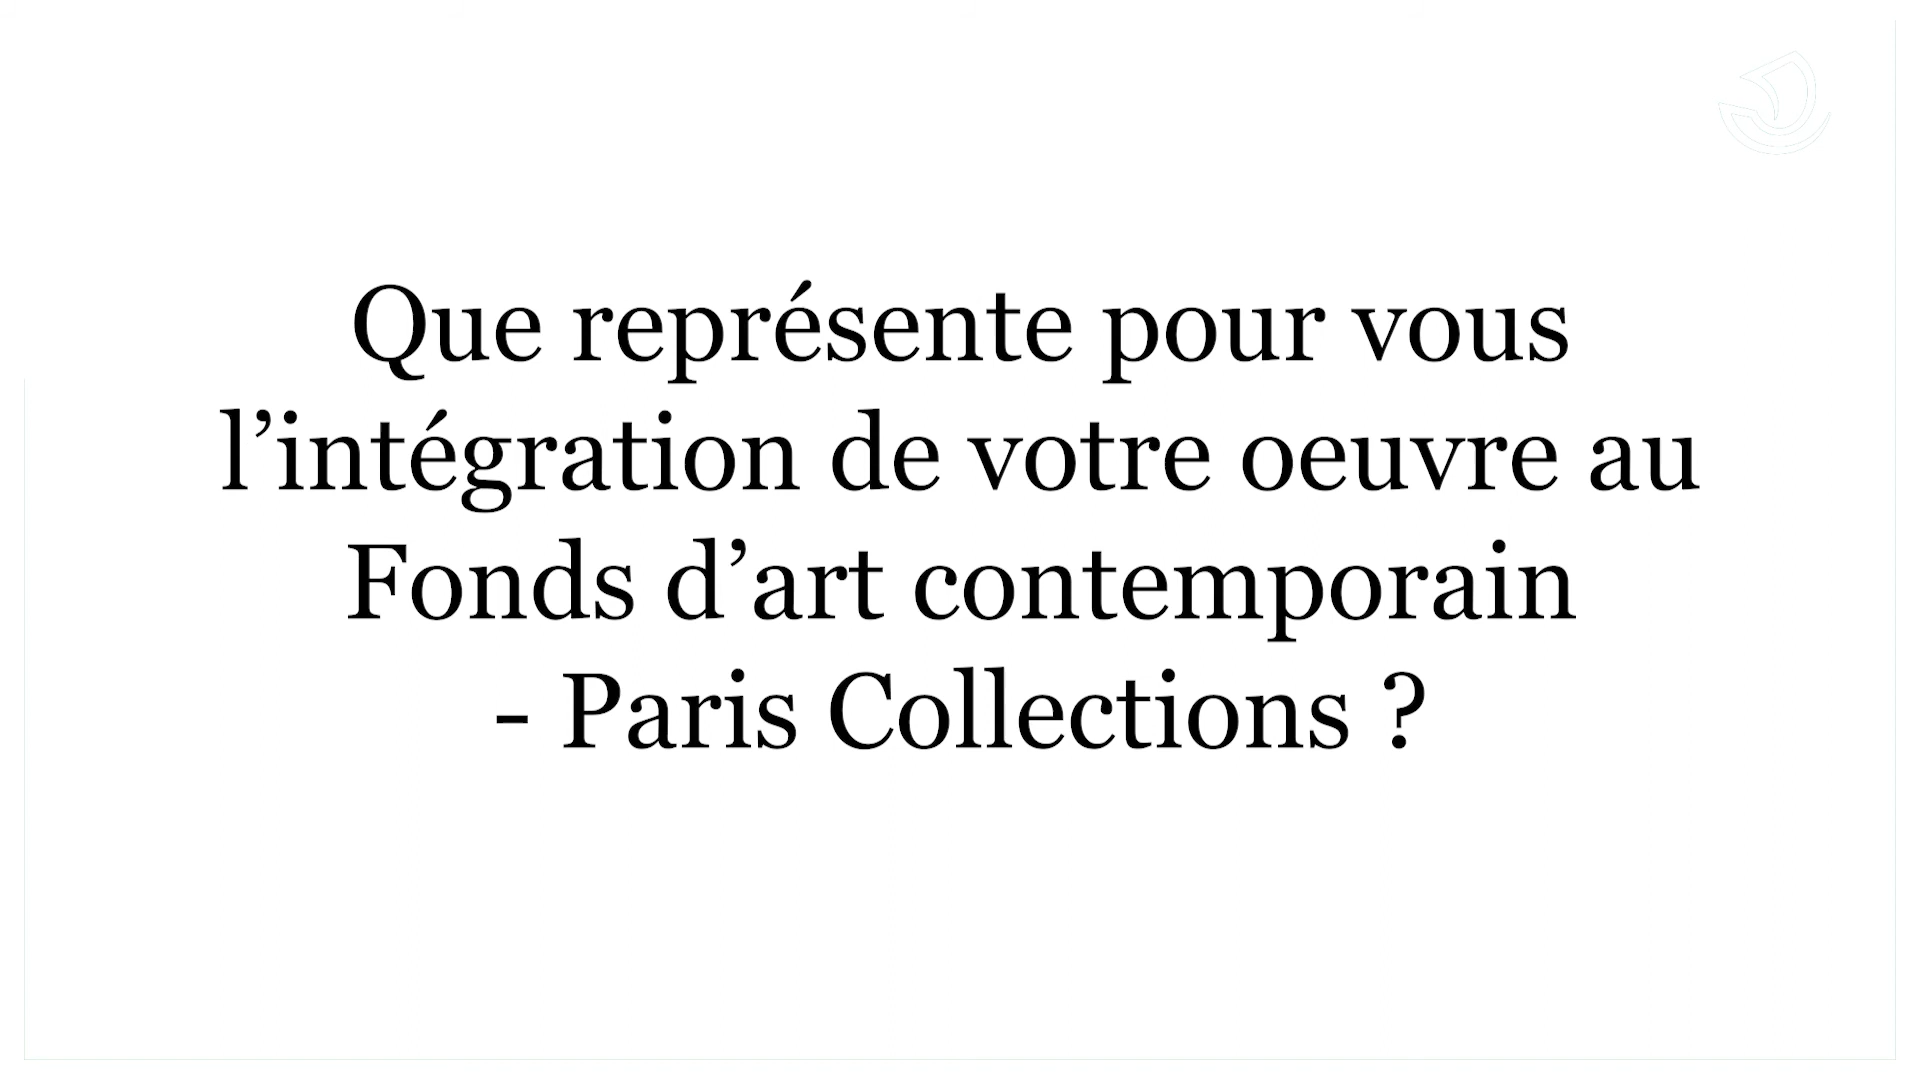 Que représente pour vous
l’intégration de votre oeuvre au
Fonds d’art contemporain
- Paris Collections ?